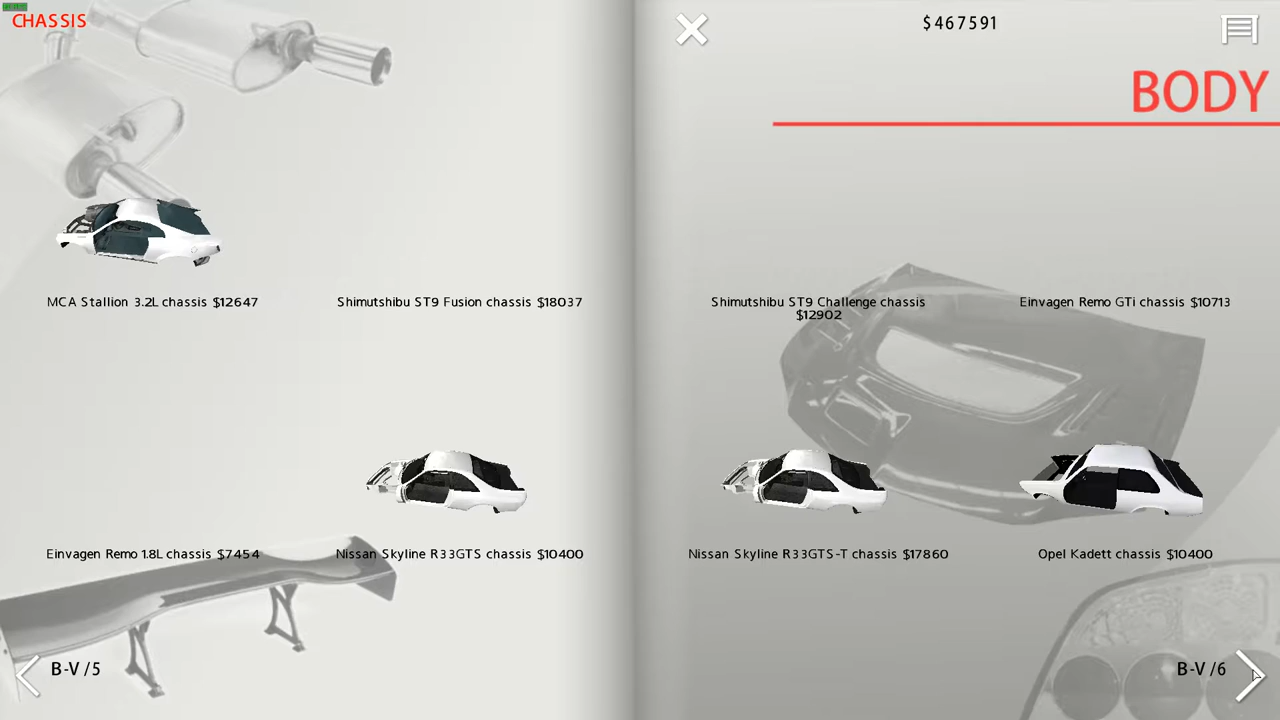 CHASSIS
$467591
BODY
MCA Stallion 3.2L chassis $12647
Shimutshibu ST9 Fusion chassis $18037
Shimutshibu ST9 Challenge chassis
$12902
Einvagen Remo GTi chassis $10713
Einvagen Remo 1.8L chassis $7454
Nissan Skyline R33GTS chassis $10400
Nissan Skyline R33GTS-T chassis $17860
Opel Kadett chassis $10400
B-V/5
B-V/6